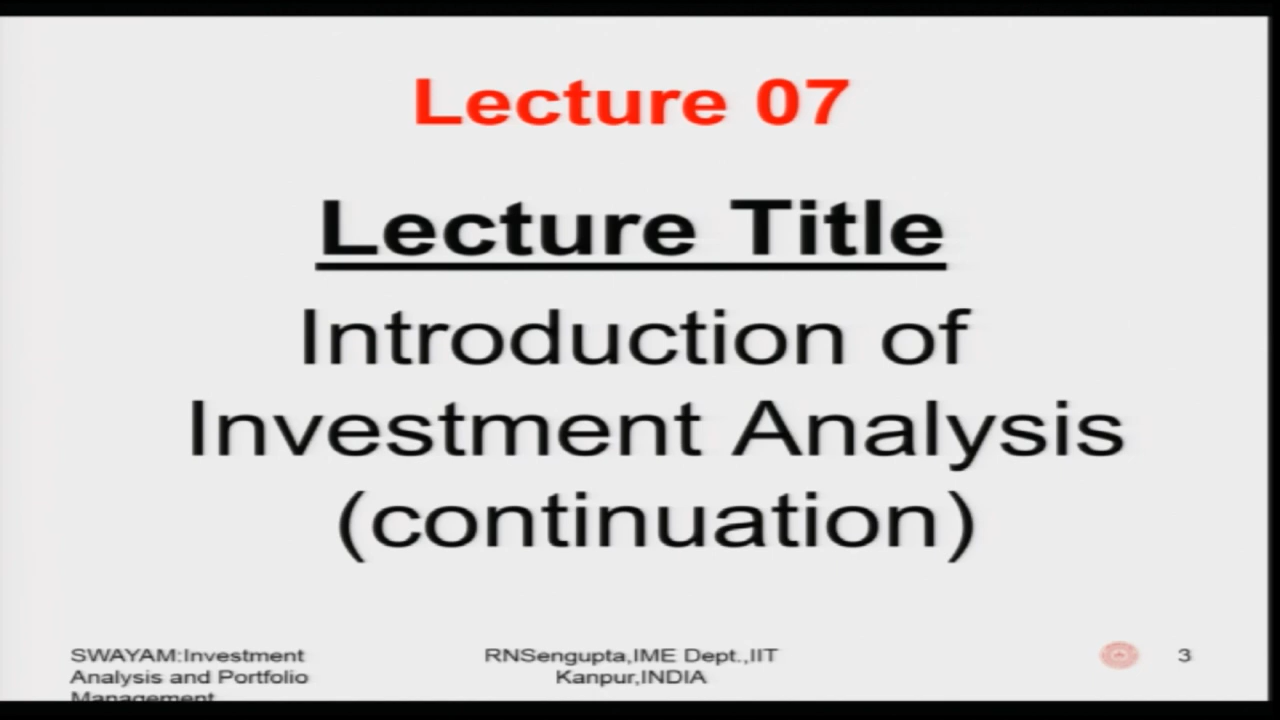 Lecture 07
Lecture Title
Introduction of
Investment Analysis
(continuation)
SWAYAM:Investment
Analysis and Portfolio
Management
RNSengupta,IME Dept.,IIT
Kanpur,INDIA
3